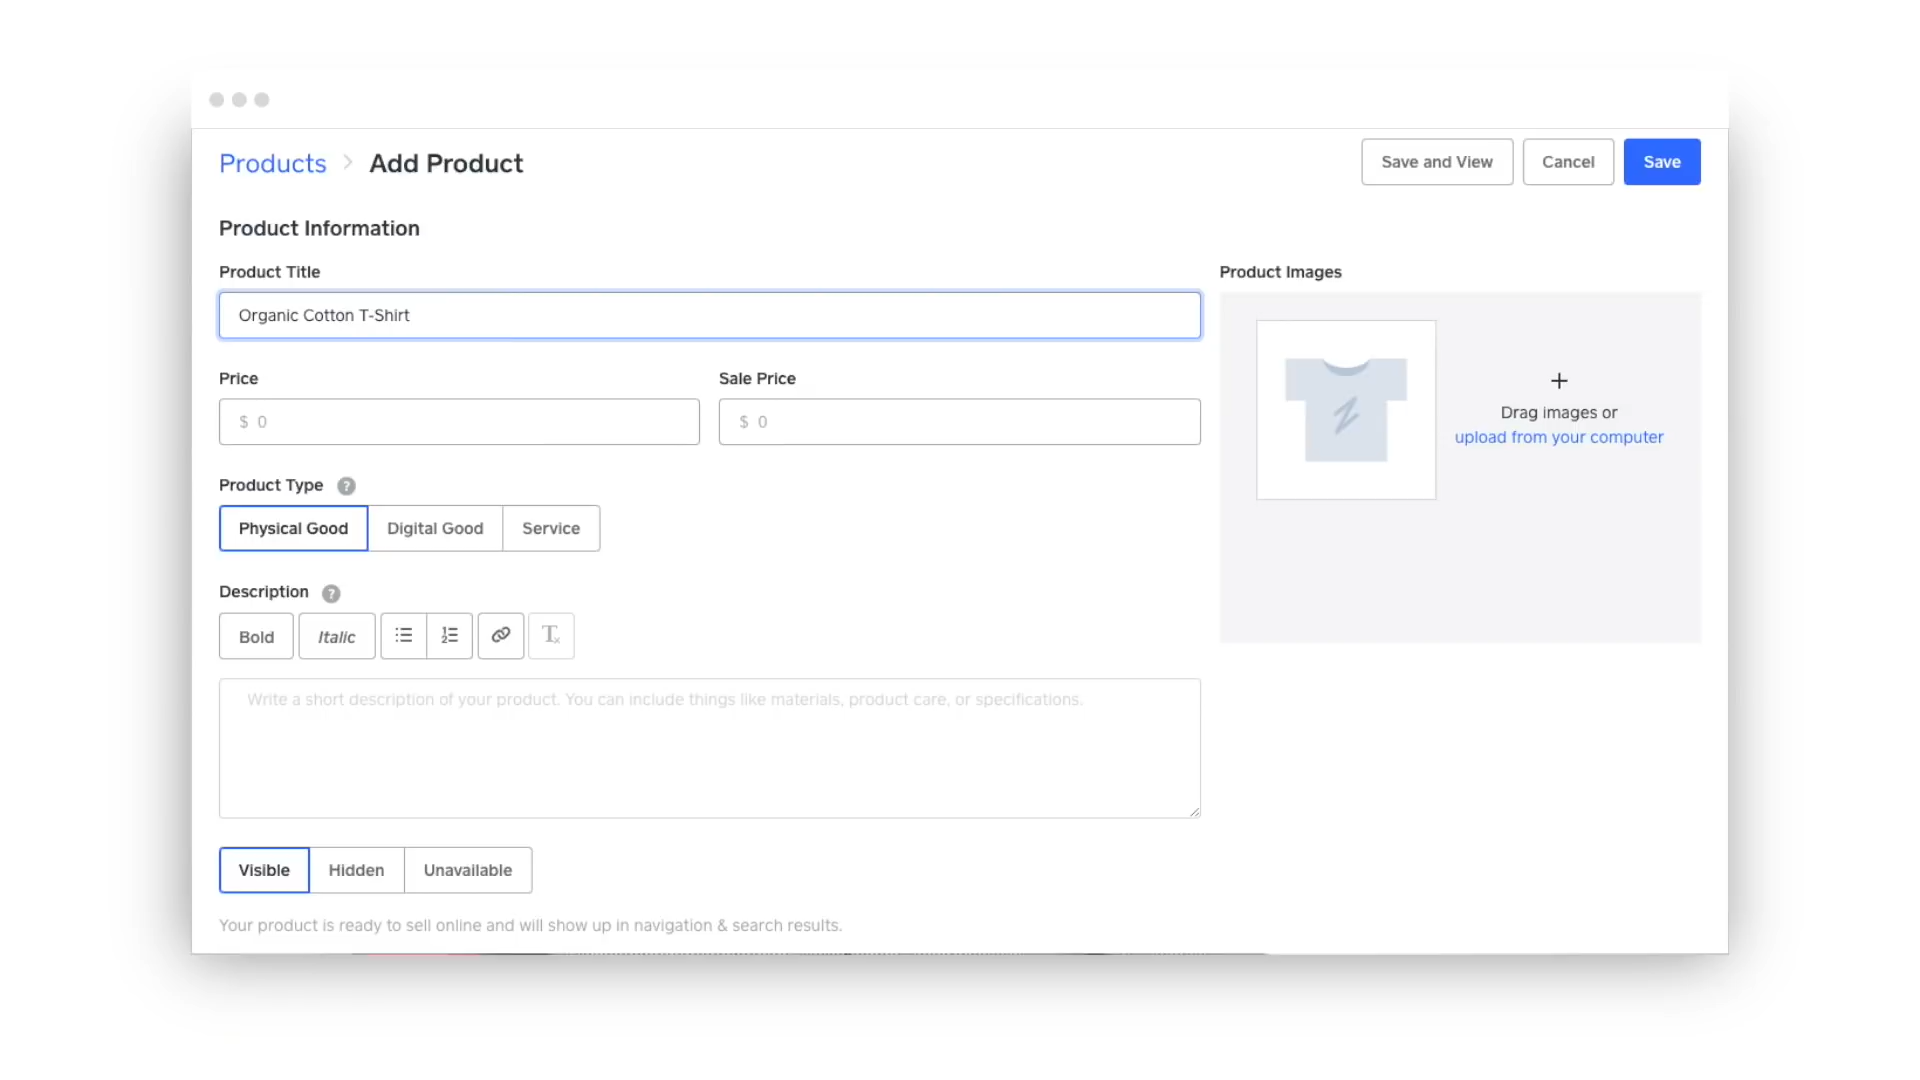 Products > Add Product
Save and View
Cancel
Save
Product Information
Product Title
Organic Cotton T-Shirt
Product Images
Drag images or
upload from your computer
Price
$ 0
Sale Price
$ 0
Product Type ?
Physical Good
Digital Good
Service
Description ?
Bold
Italic
Write a short description of your product. You can include things like materials, product care, or specifications.
Visible
Hidden
Unavailable
Your product is ready to sell online and will show up in navigation & search results.